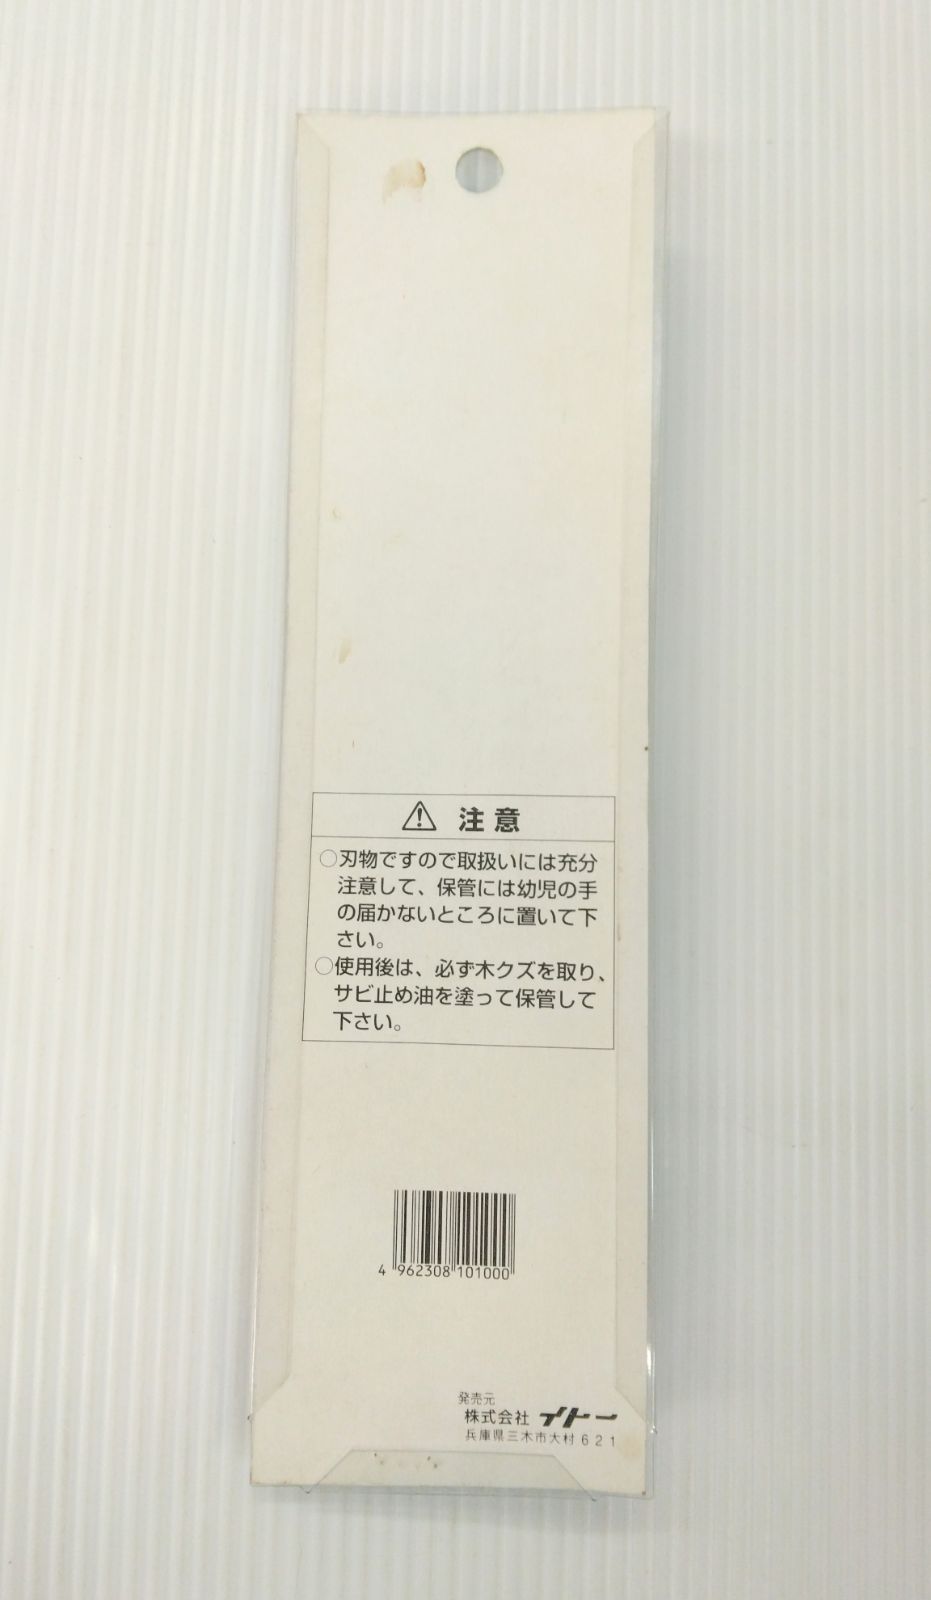 注意
○刃物ですので取扱いには充分
注意して、保管には幼児の手
の届かないところに置いて下
さい。
○使用後は、必ず木クズを取り、
サビ止め油を塗って保管して
下さい。
4 962308 101000
発売元
株式会社 イトー
兵庫県三木市大村621